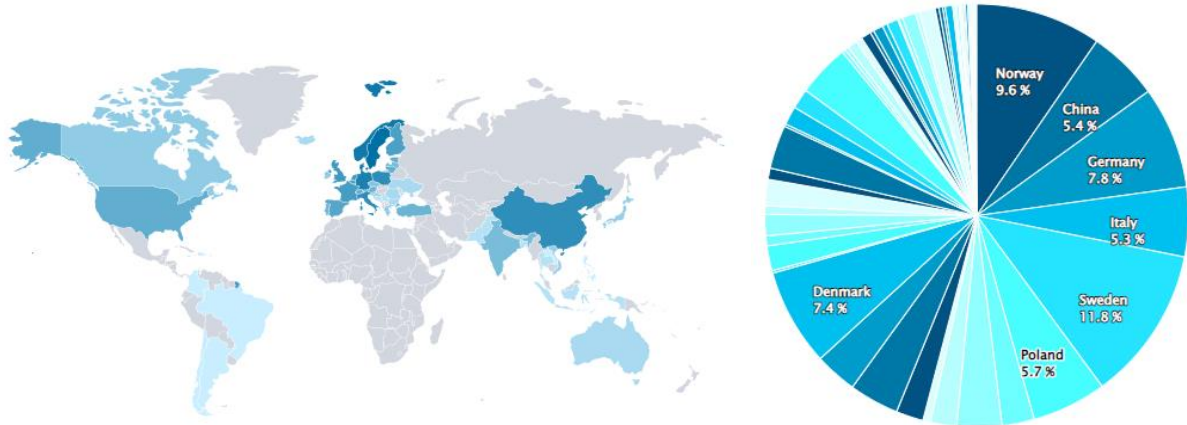 Norway
9.6 %
China
5.4 %
Germany
7.8 %
Italy
5.3 %
Sweden
11.8 %
Poland
5.7 %
Denmark
7.4 %